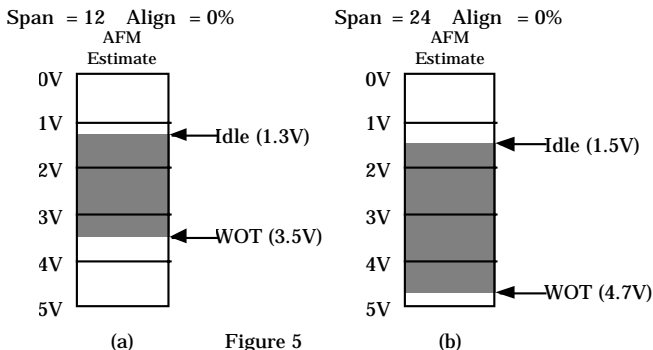 Span = 12 Align = 0%
AFM
Estimate
0V
1V
Idle (1.3V)
2V
3V
WOT (3.5V)
4V
5V
(a)
Span = 24 Align = 0%
AFM
Estimate
0V
1V
Idle (1.5V)
2V
3V
4V
WOT (4.7V)
5V
(b)
Figure 5